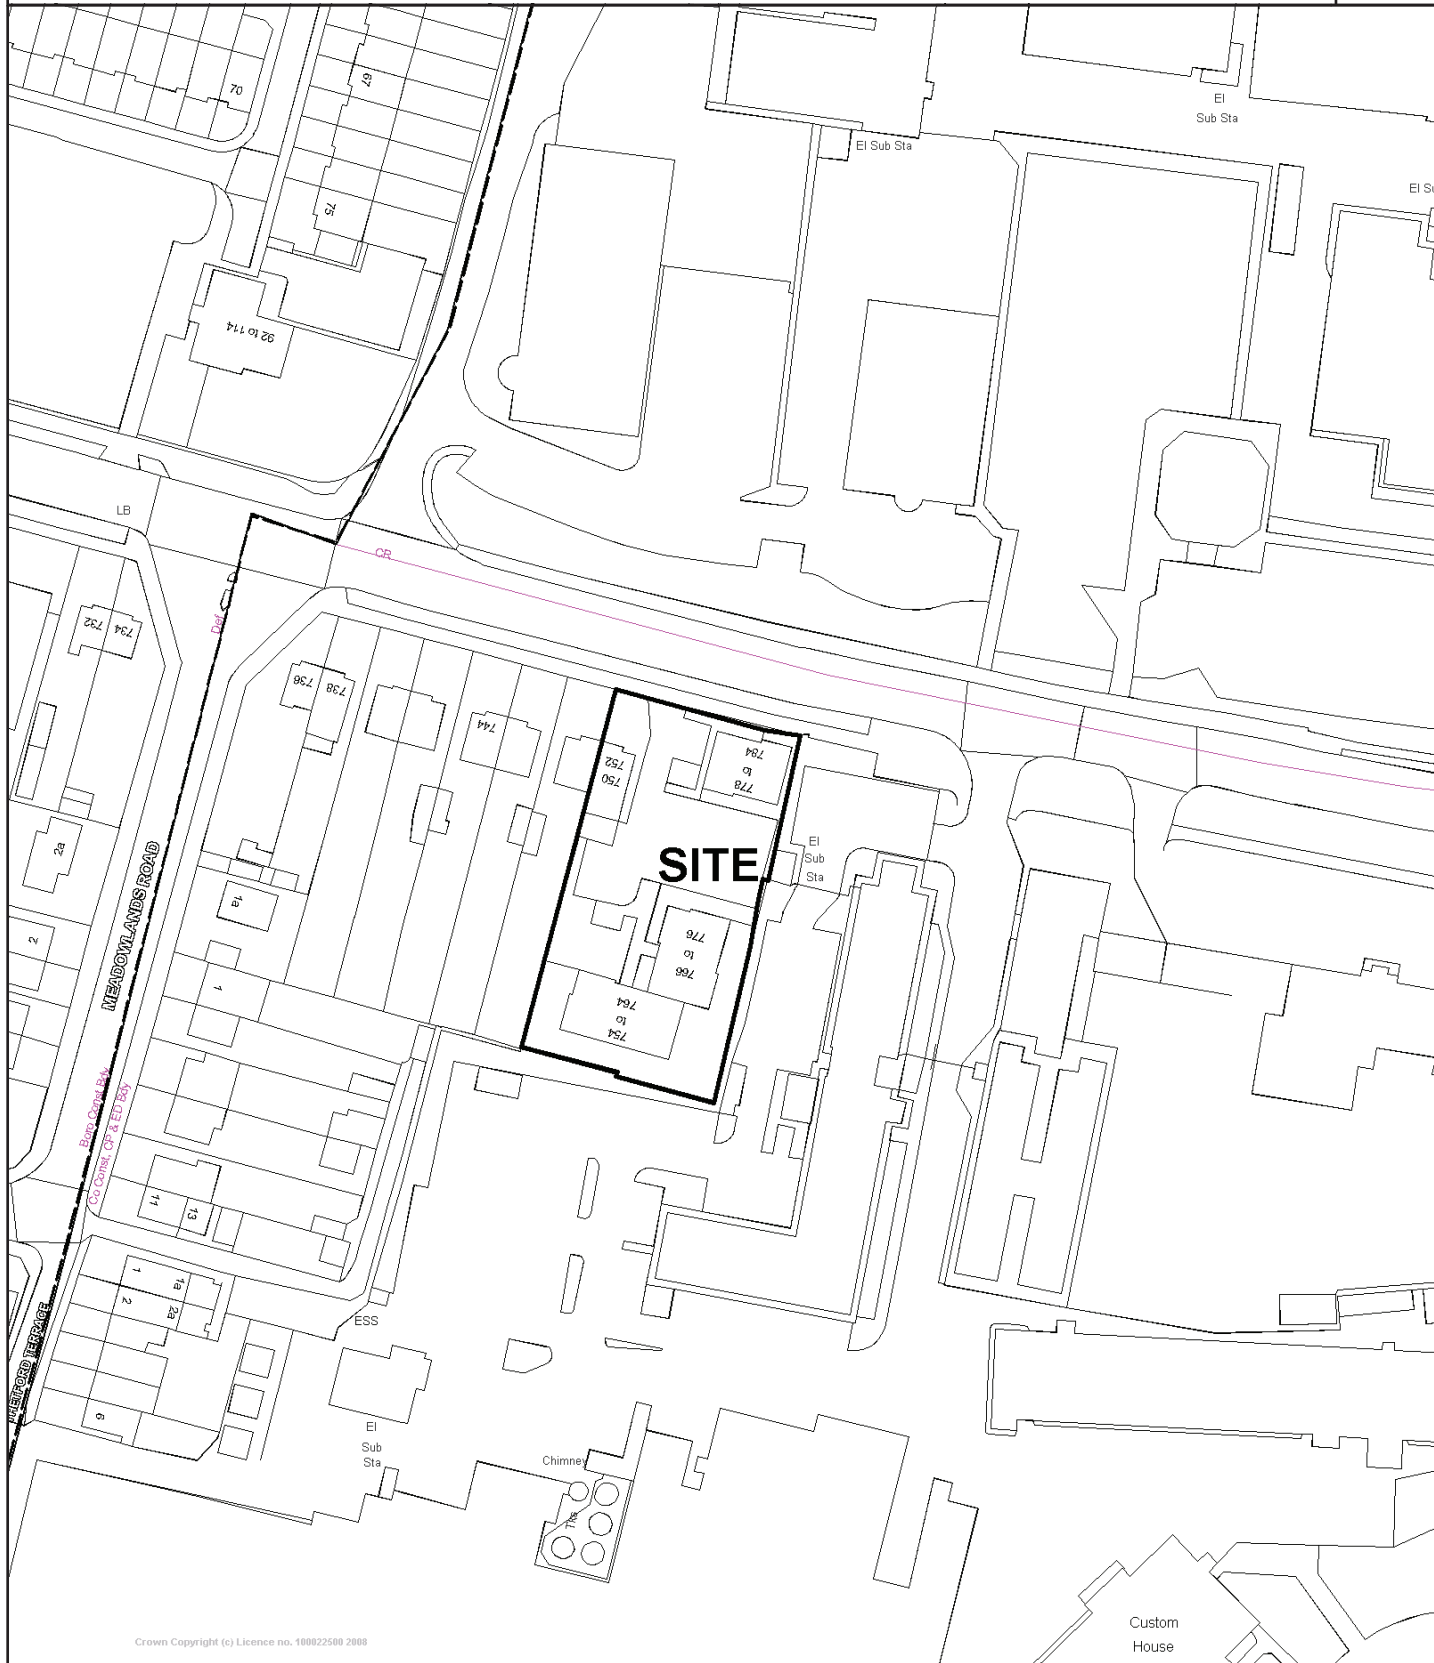 70
67
El
Sub Sta
El Sub Sta
El Su
75
92 to 114
LB
CP
Def
732
734
736
738
744
752
750
784
to
778
2a
SITE
El
Sub
Sta
1a
776
to
766
2
1
764
to
754
MEADOWLANDS ROAD
Boro Const Bdy
Co Const, CP & ED Bdy
11
13
1
1a
2
2a
ESS
HETFORD TERRACE
6
El
Sub
Sta
Chimney
Tks
Custom
House
Crown Copyright (c) Licence no. 100022500 2008